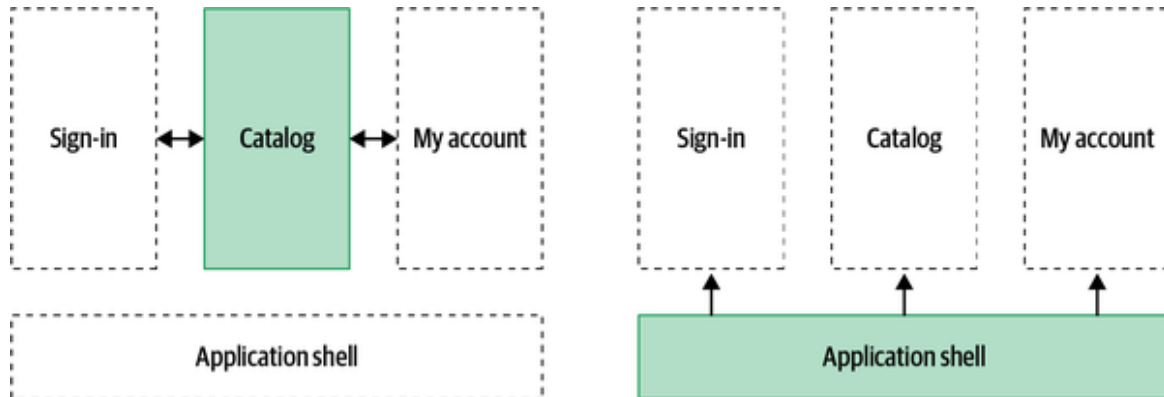 Sign-in
Catalog
My account
Application shell
Sign-in
Catalog
My account
Application shell